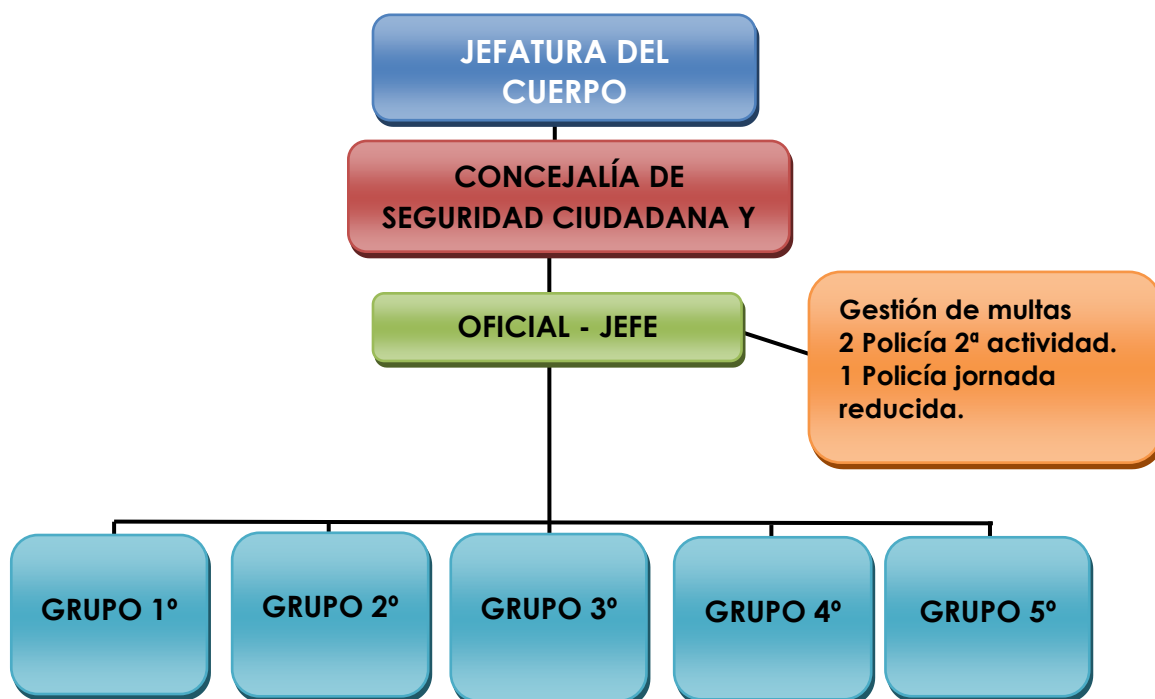 JEFATURA DEL
CUERPO
CONCEJALÍA DE
SEGURIDAD CIUDADANA Y
OFICIAL - JEFE
Gestión de multas
2 Policía 2ª actividad.
1 Policía jornada
reducida.
GRUPO 1º
GRUPO 2º
GRUPO 3º
GRUPO 4º
GRUPO 5º